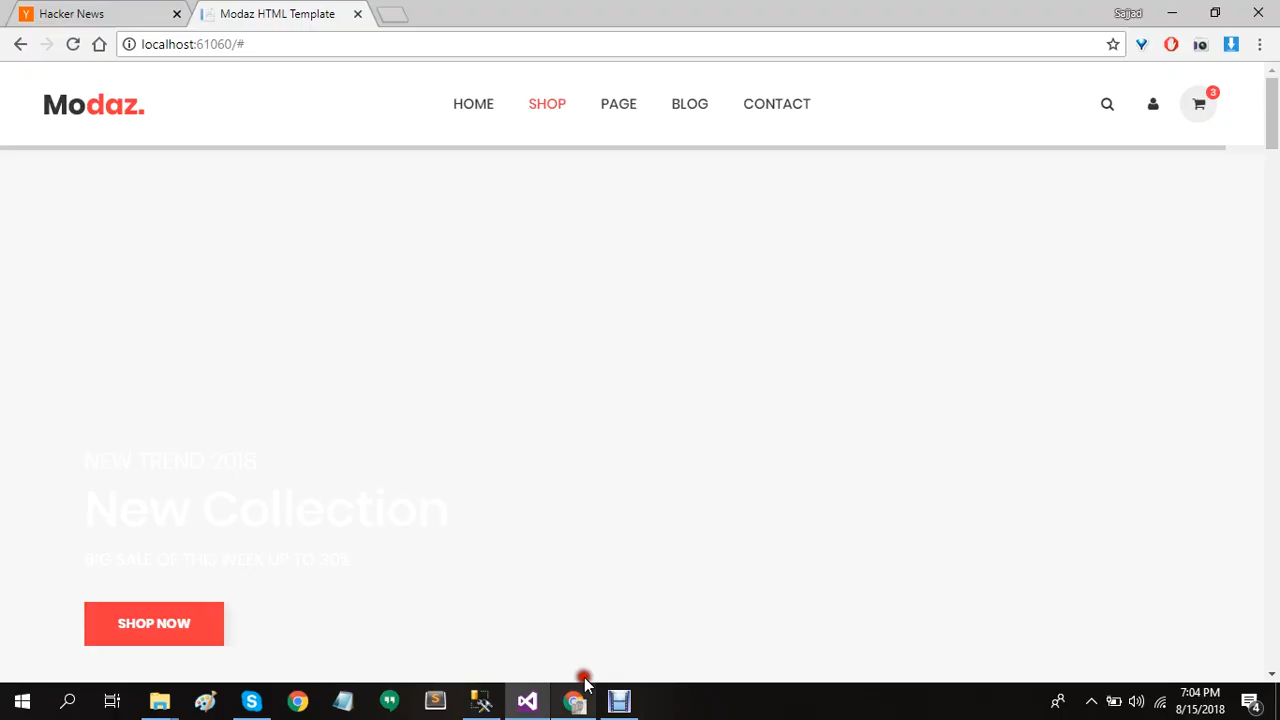 Hacker News
Modaz HTML Template
Sajjad
localhost:61060/#
Modaz.
HOME
SHOP
PAGE
BLOG
CONTACT
3
NEW TREND 2018
New Collection
BIG SALE OF THIS WEEK UP TO 30%
SHOP NOW
7:04 PM
8/15/2018
4